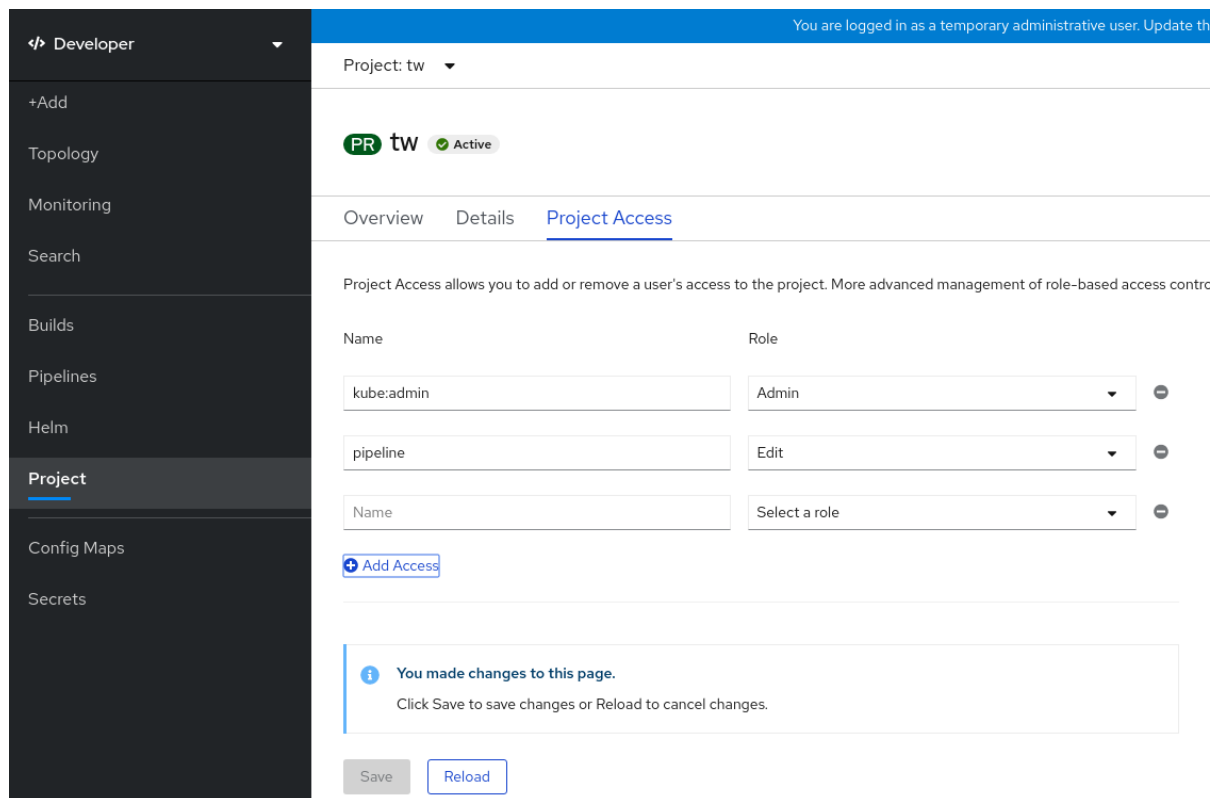 Developer
You are logged in as a temporary administrative user. Update th
Project: tw
+Add
Topology
Monitoring
Search
Builds
Pipelines
Helm
Project
Config Maps
Secrets
PR tw Active
Overview Details Project Access
Project Access allows you to add or remove a user's access to the project. More advanced management of role-based access contro
Name Role
kube:admin Admin
pipeline Edit
Name Select a role
Add Access
You made changes to this page.
Click Save to save changes or Reload to cancel changes.
Save Reload